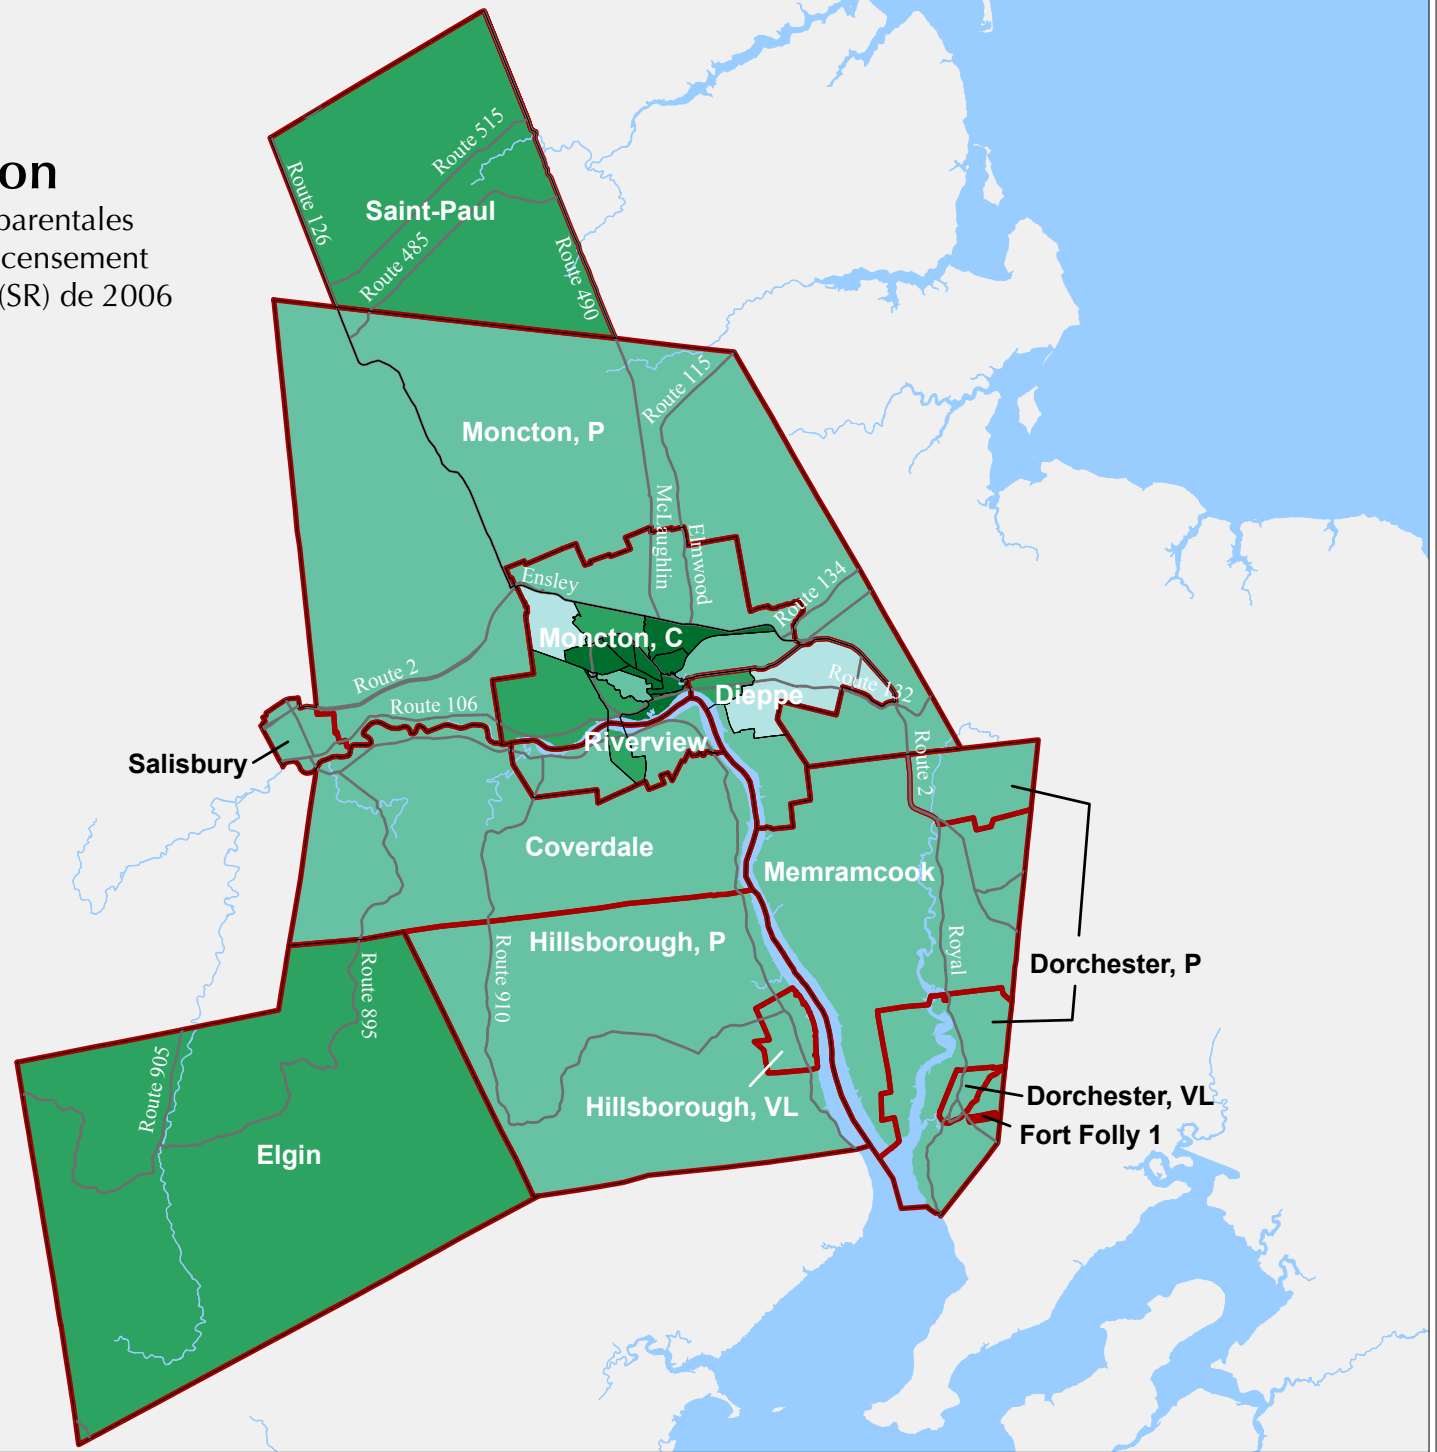 on
parentales
censement
(SR) de 2006
Route 515
Route 126
Saint-Paul
Route 485
Route 490
Route 115
Moncton, P
McLaughlin
Elmwood
Ensley
Route 134
Moncton, C
Route 2
Dieppe
Route 132
Route 106
Riverview
Salisbury
Route 2
Coverdale
Memramcook
Hillsborough, P
Royal
Dorchester, P
Route 910
Route 895
Route 905
Dorchester, VL
Hillsborough, VL
Fort Folly 1
Elgin